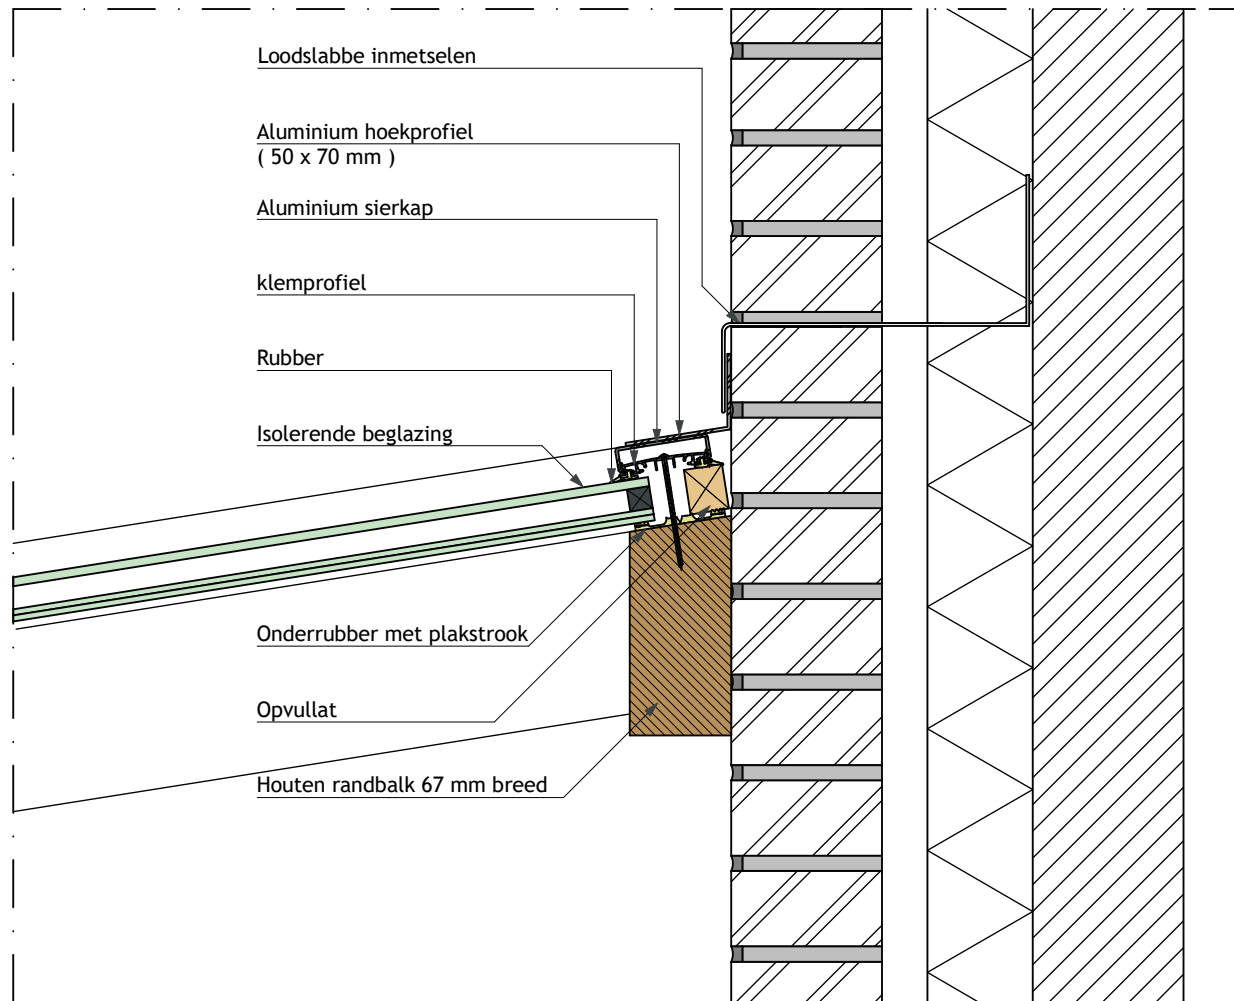 Loodslabbe inmetselen
Aluminium hoekprofiel
( 50 x 70 mm )
Aluminium sierkap
klemprofiel
Rubber
Isolerende beglazing
Onderrubber met plakstrook
Opvullat
Houten randbalk 67 mm breed